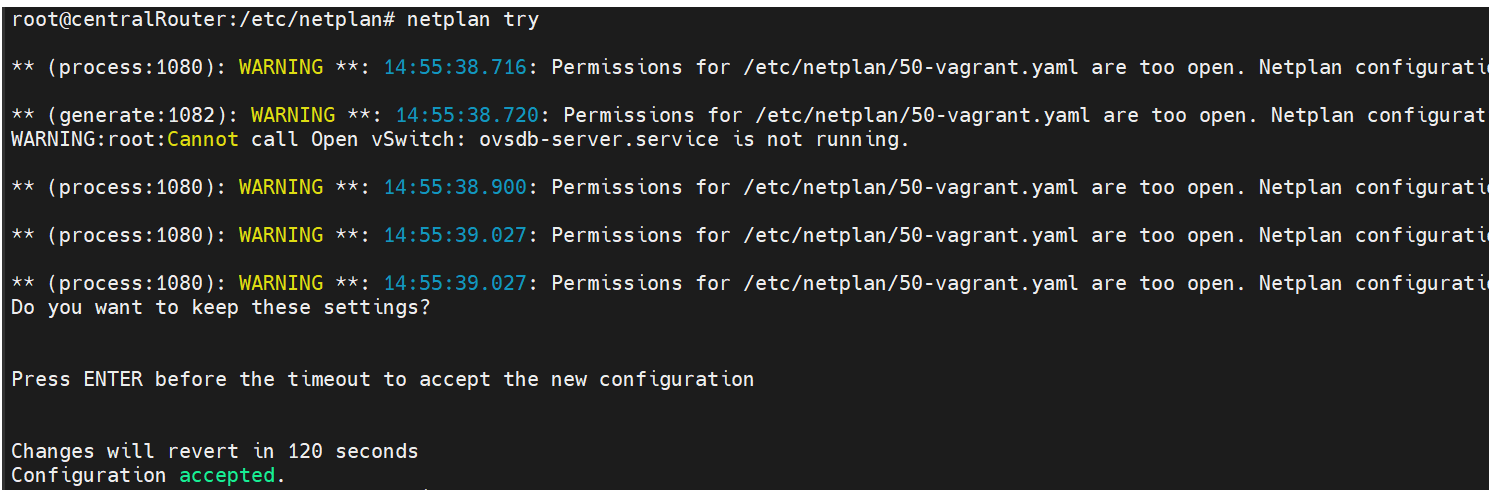 root@centralRouter:/etc/netplan# netplan try
** (process:1080): WARNING **: 14:55:38.716: Permissions for /etc/netplan/50-vagrant.yaml are too open. Netplan configurati
** (generate:1082): WARNING **: 14:55:38.720: Permissions for /etc/netplan/50-vagrant.yaml are too open. Netplan configurat
WARNING:root:Cannot call Open vSwitch: ovsdb-server.service is not running.
** (process:1080): WARNING **: 14:55:38.900: Permissions for /etc/netplan/50-vagrant.yaml are too open. Netplan configurati
** (process:1080): WARNING **: 14:55:39.027: Permissions for /etc/netplan/50-vagrant.yaml are too open. Netplan configurati
** (process:1080): WARNING **: 14:55:39.027: Permissions for /etc/netplan/50-vagrant.yaml are too open. Netplan configurati
Do you want to keep these settings?
Press ENTER before the timeout to accept the new configuration
Changes will revert in 120 seconds
Configuration accepted.